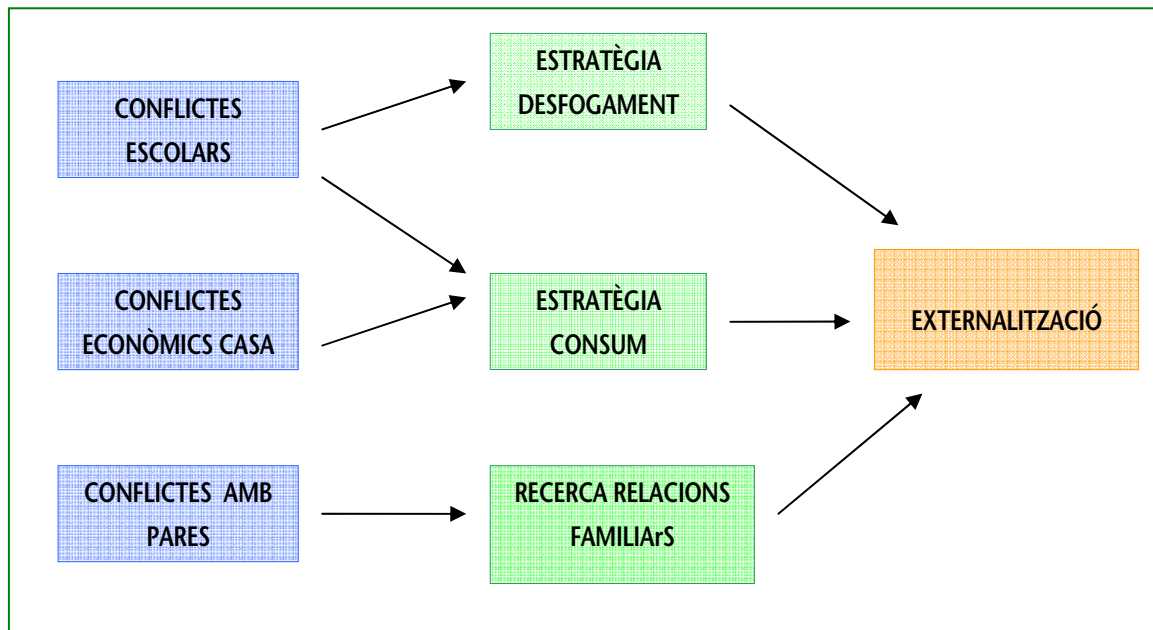 CONFLICTES
ESCOLARS
ESTRATÈGIA
DESFOGAMENT
CONFLICTES
ECONÒMICS CASA
ESTRATÈGIA
CONSUM
EXTERNALITZACIÓ
CONFLICTES AMB
PARES
RECERCA RELACIONS
FAMILIArS